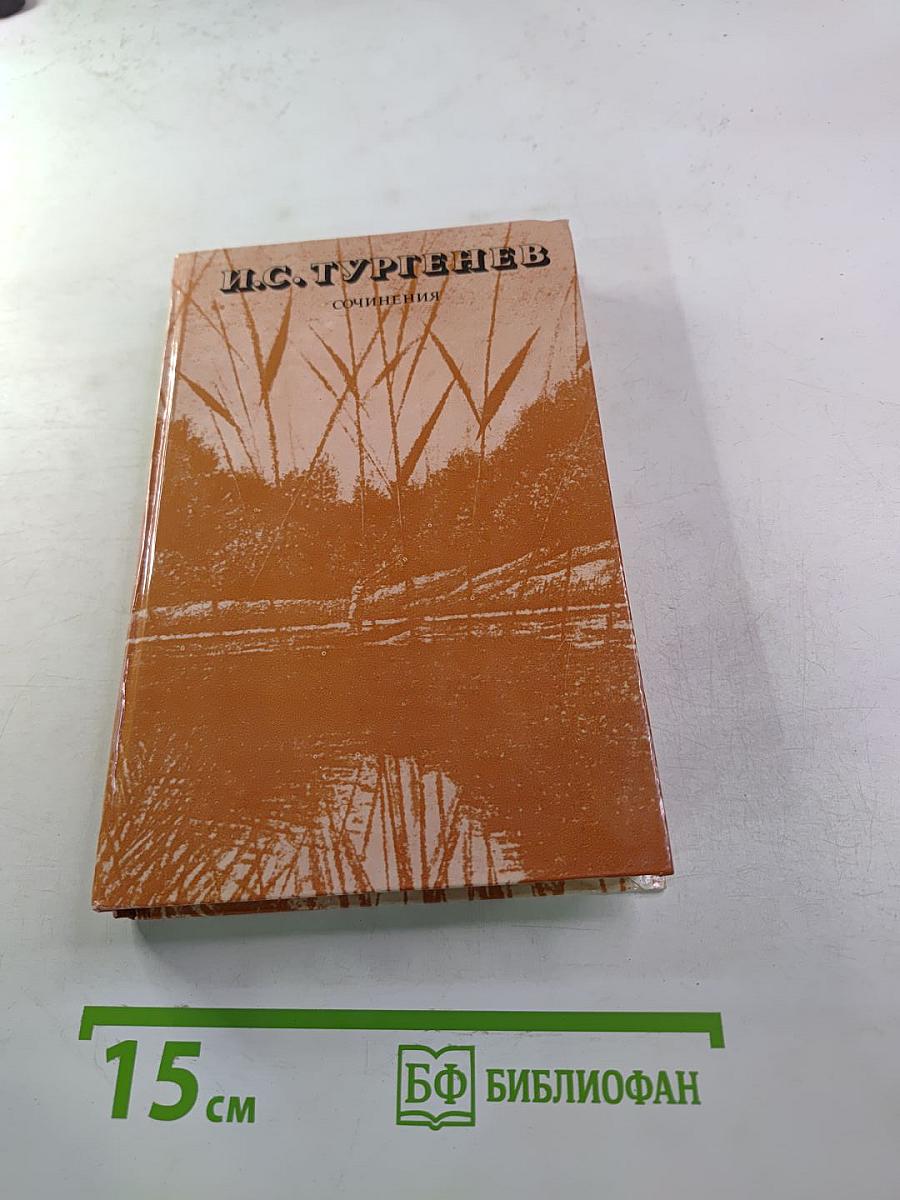 И.С. ТУРГЕНЕВ
СОЧИНЕНИЯ
15 см
БФ БИБЛИОФАН